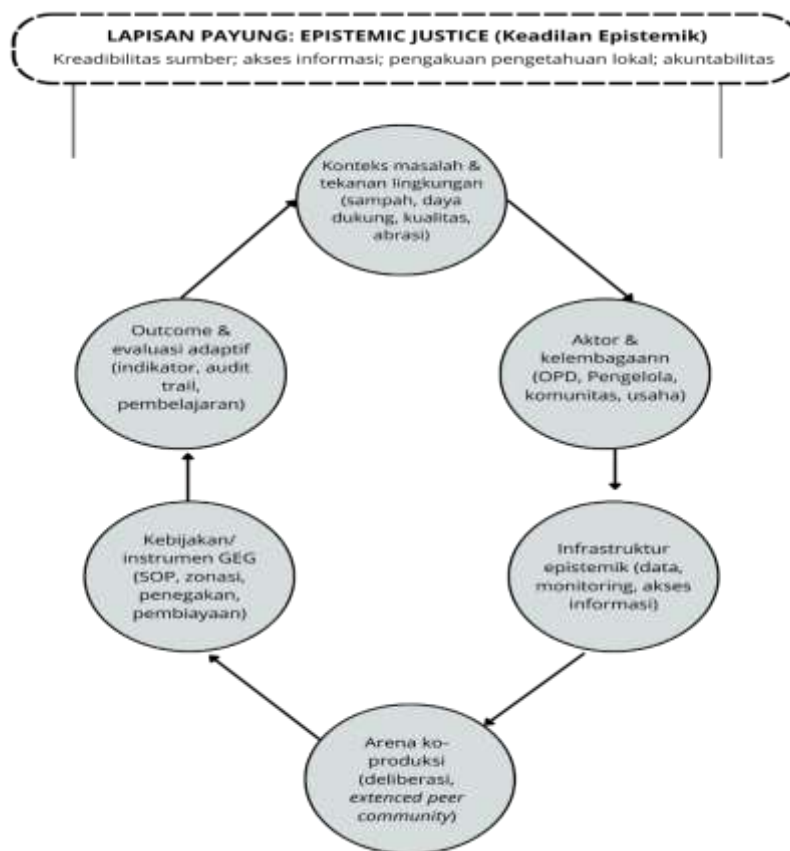 LAPISAN PAYUNG: EPISTEMIC JUSTICE (Keadilan Epistemik)
Kreadibilitas sumber; akses informasi; pengakuan pengetahuan lokal; akuntabilitas
Konteks masalah &
tekanan lingkungan
(sampah, daya
dukung, kualitas,
abrasi)
Aktor &
kelembagaann
(OPD, Pengelola,
komunitas, usaha)
Infrastruktur
epistemik (data,
monitoring, akses
informasi)
Arena ko-
produksi
(deliberasi,
extenced peer
community)
Kebijakan/
instrumen GEG
(SOP, zonasi,
penegakan,
pembiayaan)
Outcome &
evaluasi adaptif
(indikator, audit
trail,
pembelajaran)